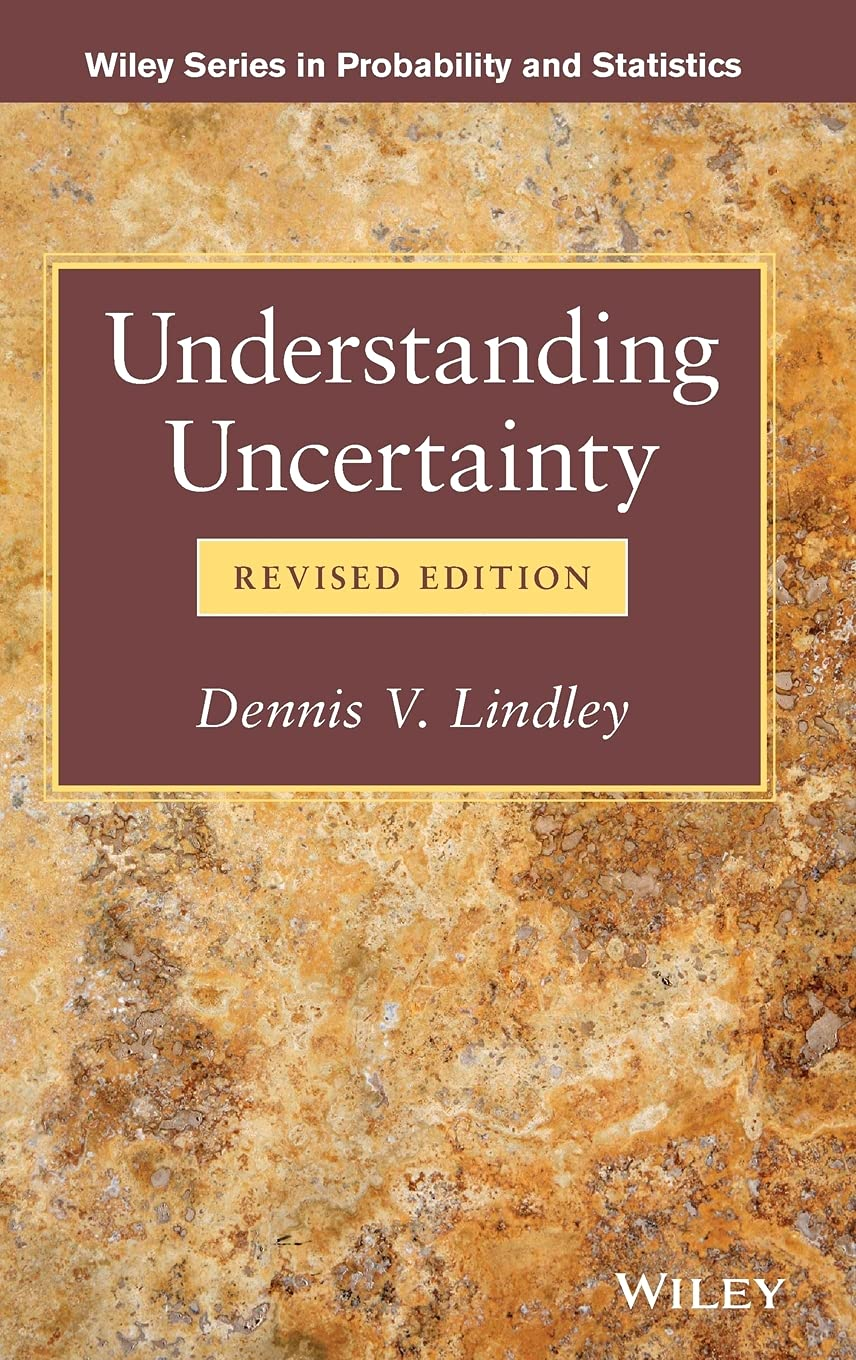 Wiley Series in Probability and Statistics
Understanding
Uncertainty
REVISED EDITION
Dennis V. Lindley
WILEY